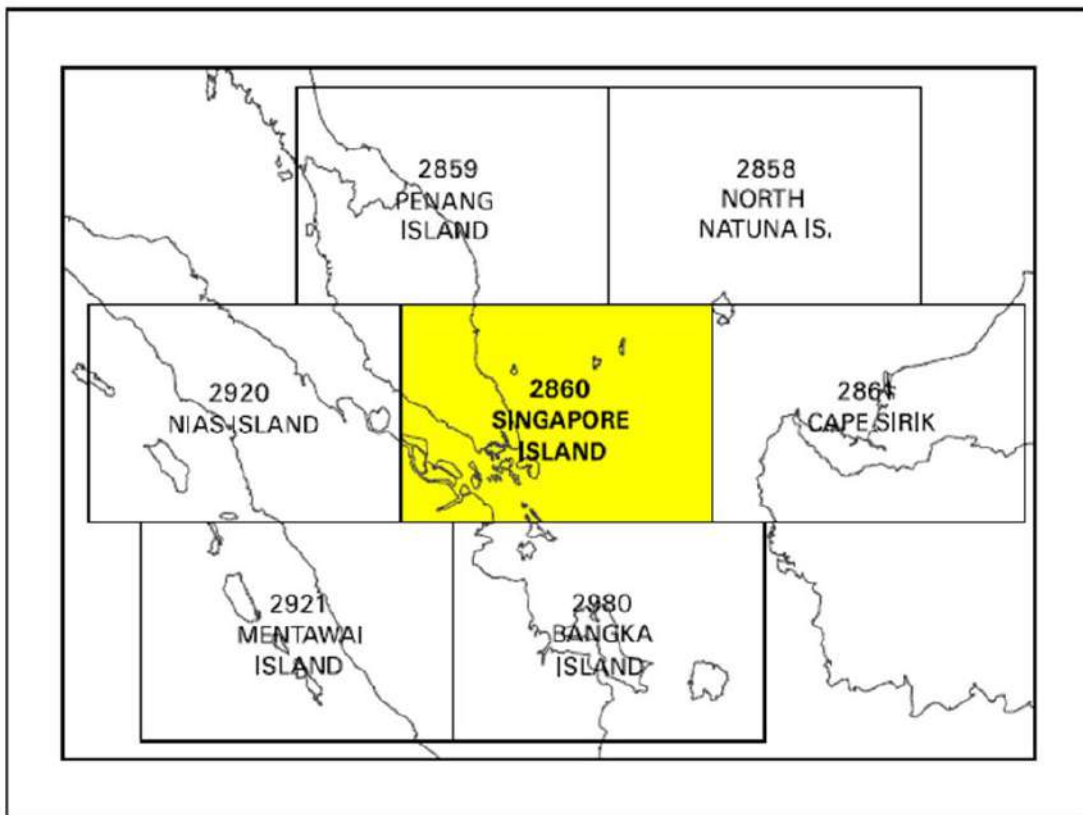 2859
PENANG
ISLAND
2858
NORTH
NATUNA IS.
2920
NIAS ISLAND
2860
SINGAPORE
ISLAND
2861
CAPE SIRIK
2921
MENTAWAI
ISLAND
2980
BANGKA
ISLAND